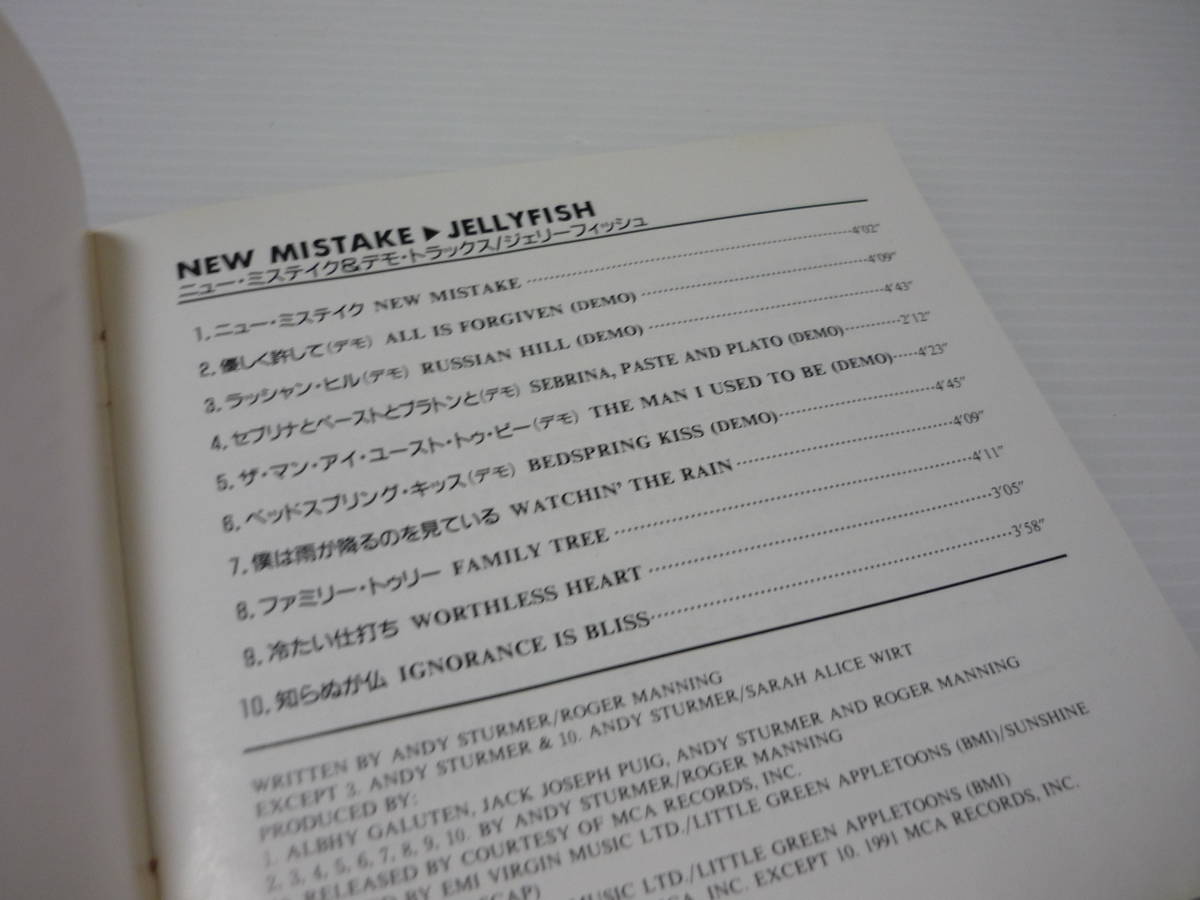 NEW MISTAKE ▶ JELLYFISH
ニュー・ミステイク&デモ・トラックス/ジェリーフィッシュ
1. ニュー・ミステイク NEW MISTAKE 4'02"
2. 優しく許して(デモ) ALL IS FORGIVEN (DEMO) 4'09"
3. ラッシャン・ヒル(デモ) RUSSIAN HILL (DEMO) 4'43"
4. セブリナとペーストとプラトンと(デモ) SEBRINA, PASTE AND PLATO (DEMO) 2'12"
5. ザ・マン・アイ・ユースト・トゥ・ビー(デモ) THE MAN I USED TO BE (DEMO) 4'23"
6. ベッドスプリング・キッス(デモ) BEDSPRING KISS (DEMO) 4'45"
7. 僕は雨が降るのを見ている WATCHIN' THE RAIN 4'09"
8. ファミリー・トゥリー FAMILY TREE 4'11"
9. 冷たい仕打ち WORTHLESS HEART 3'05"
10. 知らぬが仏 IGNORANCE IS BLISS 3'58"
WRITTEN BY ANDY STURMER/ROGER MANNING
EXCEPT 3. ANDY STURMER & 10. ANDY STURMER/SARAH ALICE WIRT
PRODUCED BY:
1. ALBHY GALUTEN, JACK JOSEPH PUIG, ANDY STURMER AND ROGER MANNING
2, 3, 4, 5, 6, 7, 8, 9, 10. BY ANDY STURMER/ROGER MANNING
RELEASED BY COURTESY OF MCA RECORDS, INC.
BY EMI VIRGIN MUSIC LTD./LITTLE GREEN APPLETOONS (BMI)/SUNSHINE
MUSIC LTD./LITTLE GREEN APPLETOONS (BMI)
INC. EXCEPT 10. 1991 MCA RECORDS, INC.